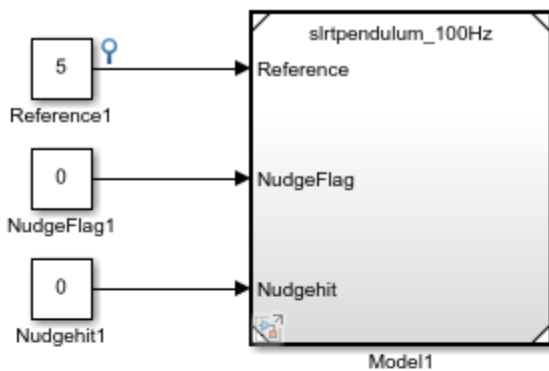 slrtpendulum_100Hz
5
Reference
Reference1
0
NudgeFlag
NudgeFlag1
0
Nudgehit
Nudgehit1
Model1